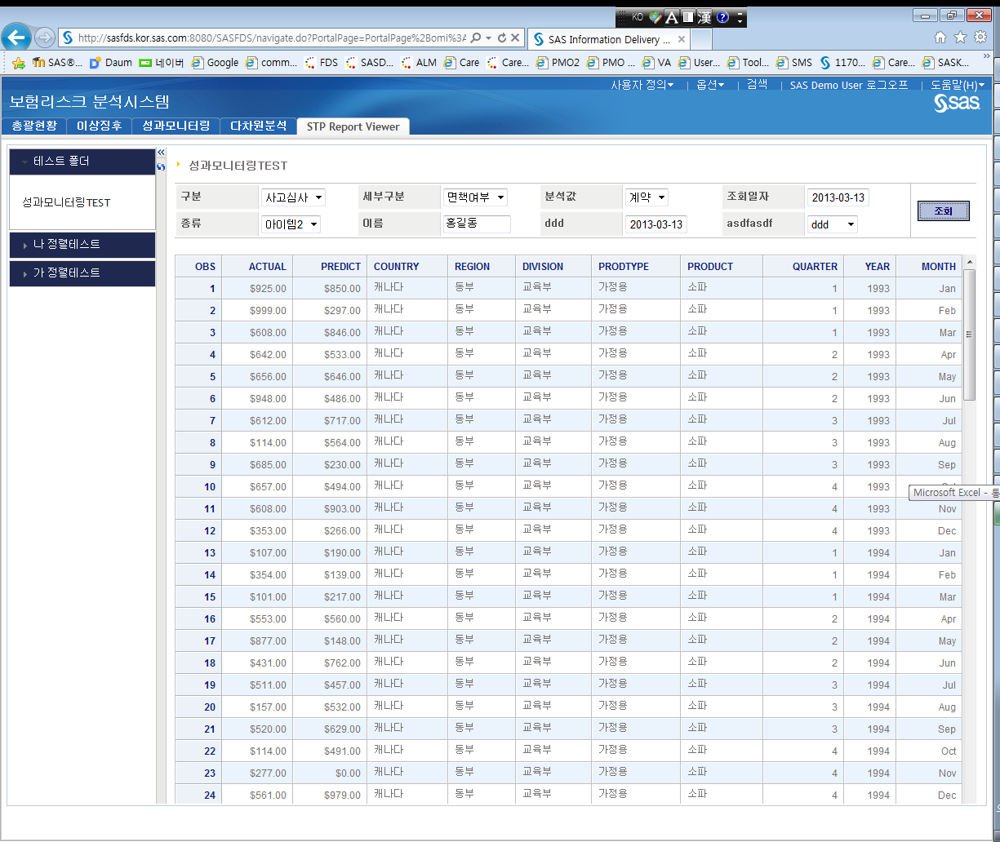 KO A 漢
http://sasfds.kor.sas.com:8080/SASFDS/navigate.do?PortalPage=PortalPage%2Bomi%3A
SAS Information Delivery ...
SAS®... Daum 네이버 Google comm... FDS SASD... ALM Care Care... PMO2 PMO ... VA User... Tool... SMS 1170... Care... SASK...
사용자 정의 | 옵션 | 검색 | SAS Demo User 로그오프 | 도움말(H)
보험리스크 분석시스템
sas
총괄현황 이상징후 성과모니터링 다차원분석 STP Report Viewer
테스트 폴더
성과모니터링TEST
나 정렬테스트
가 정렬테스트
성과모니터링TEST
구분 사고심사 세부구분 면책여부 분석값 계약 조회일자 2013-03-13
종류 아이템2 이름 홍길동 ddd 2013-03-13 asdfasdf ddd
조회
OBS ACTUAL PREDICT COUNTRY REGION DIVISION PRODTYPE PRODUCT QUARTER YEAR MONTH
1 $925.00 $850.00 캐나다 동부 교육부 가정용 소파 1 1993 Jan
2 $999.00 $297.00 캐나다 동부 교육부 가정용 소파 1 1993 Feb
3 $608.00 $846.00 캐나다 동부 교육부 가정용 소파 1 1993 Mar
4 $642.00 $533.00 캐나다 동부 교육부 가정용 소파 2 1993 Apr
5 $656.00 $646.00 캐나다 동부 교육부 가정용 소파 2 1993 May
6 $948.00 $486.00 캐나다 동부 교육부 가정용 소파 2 1993 Jun
7 $612.00 $717.00 캐나다 동부 교육부 가정용 소파 3 1993 Jul
8 $114.00 $564.00 캐나다 동부 교육부 가정용 소파 3 1993 Aug
9 $685.00 $230.00 캐나다 동부 교육부 가정용 소파 3 1993 Sep
10 $657.00 $494.00 캐나다 동부 교육부 가정용 소파 4 1993
Microsoft Excel - 통
11 $608.00 $903.00 캐나다 동부 교육부 가정용 소파 4 1993 Nov
12 $353.00 $266.00 캐나다 동부 교육부 가정용 소파 4 1993 Dec
13 $107.00 $190.00 캐나다 동부 교육부 가정용 소파 1 1994 Jan
14 $354.00 $139.00 캐나다 동부 교육부 가정용 소파 1 1994 Feb
15 $101.00 $217.00 캐나다 동부 교육부 가정용 소파 1 1994 Mar
16 $553.00 $560.00 캐나다 동부 교육부 가정용 소파 2 1994 Apr
17 $877.00 $148.00 캐나다 동부 교육부 가정용 소파 2 1994 May
18 $431.00 $762.00 캐나다 동부 교육부 가정용 소파 2 1994 Jun
19 $511.00 $457.00 캐나다 동부 교육부 가정용 소파 3 1994 Jul
20 $157.00 $532.00 캐나다 동부 교육부 가정용 소파 3 1994 Aug
21 $520.00 $629.00 캐나다 동부 교육부 가정용 소파 3 1994 Sep
22 $114.00 $491.00 캐나다 동부 교육부 가정용 소파 4 1994 Oct
23 $277.00 $0.00 캐나다 동부 교육부 가정용 소파 4 1994 Nov
24 $561.00 $979.00 캐나다 동부 교육부 가정용 소파 4 1994 Dec